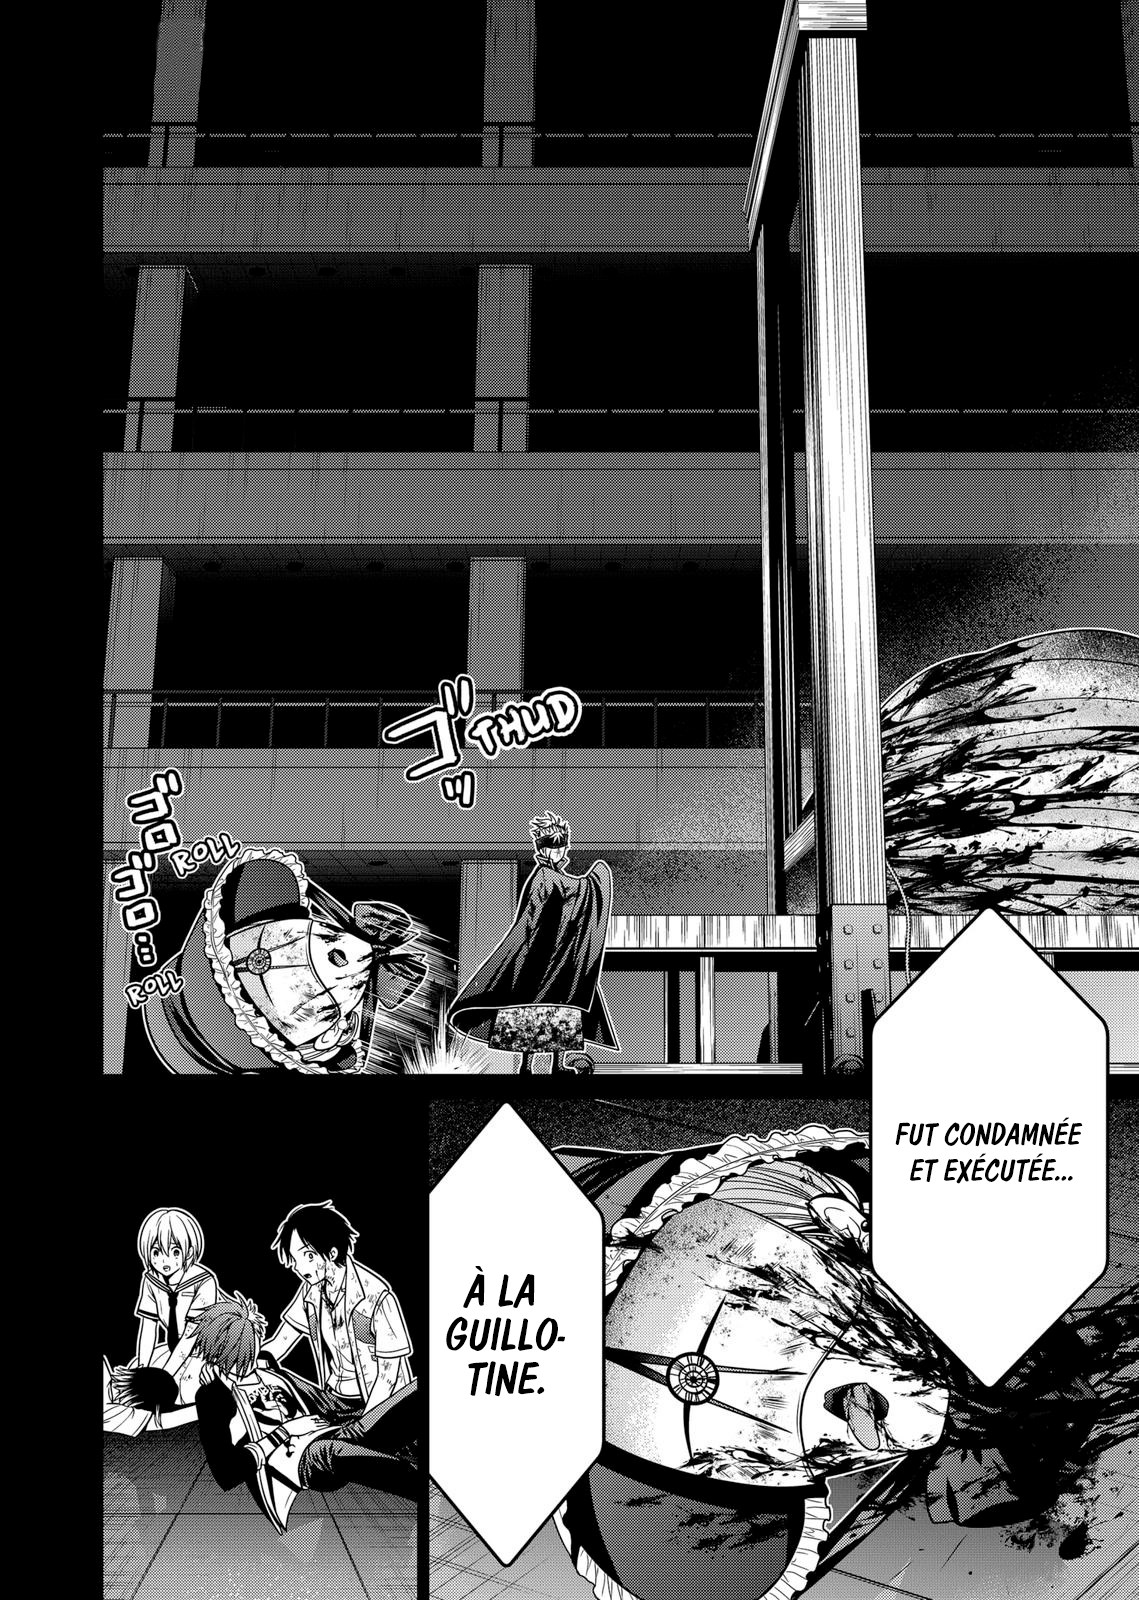 ゴッ
THUD
ゴロ
ROLL
ゴロ…
ROLL
FUT CONDAMNÉE
ET EXÉCUTÉE...
À LA
GUILLO-
TINE.